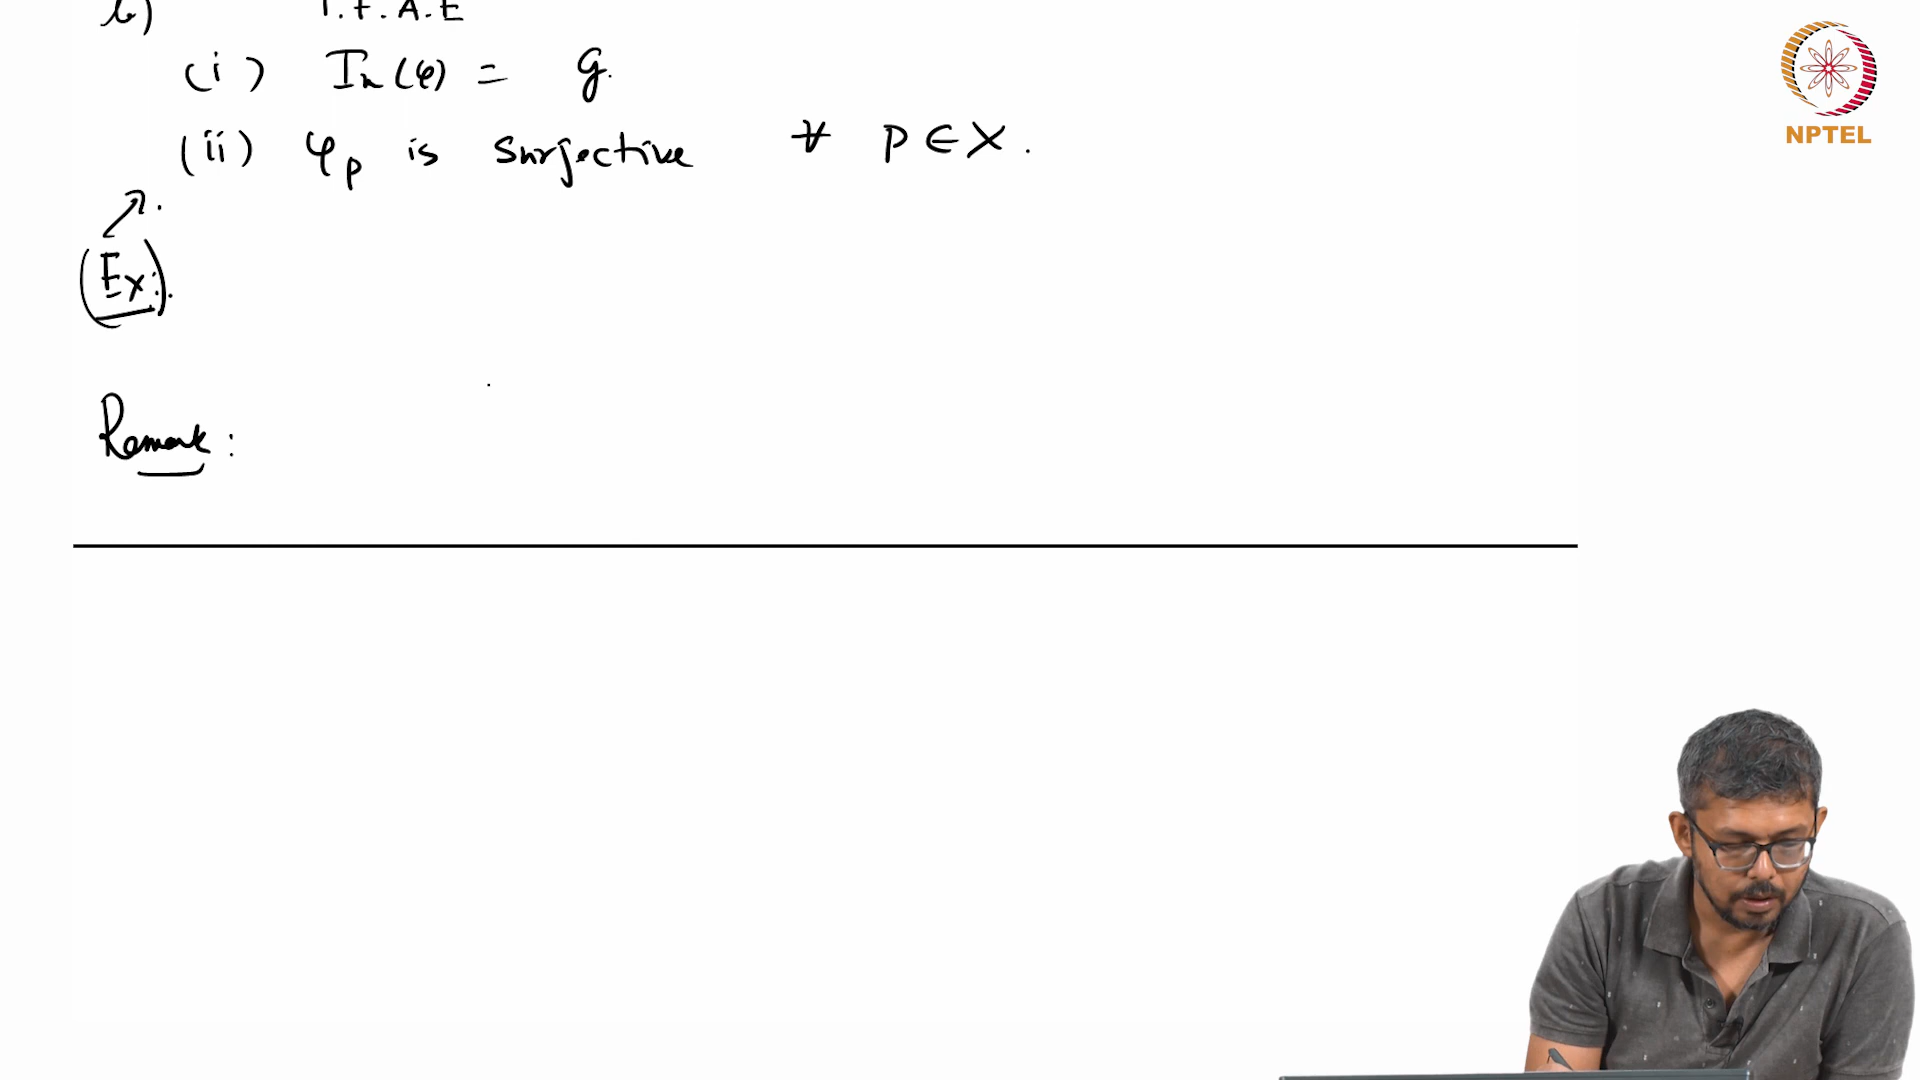 b) T.F.A.E
(i) Im(φ) = G.
(ii) φ_p is surjective ∀ p ∈ X.
(Ex:).
Remark:
NPTEL